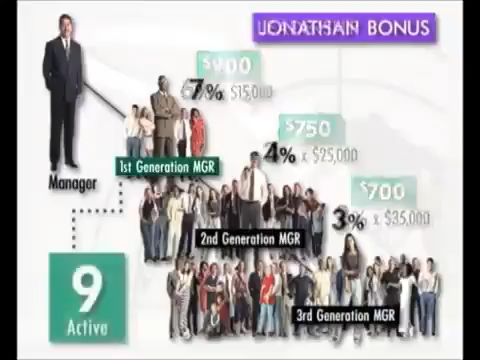 JONATHAN BONUS
$900
7% x $15,000
$750
1st Generation MGR
4% x $25,000
Manager
$700
3% x $35,000
2nd Generation MGR
9
Active
3rd Generation MGR